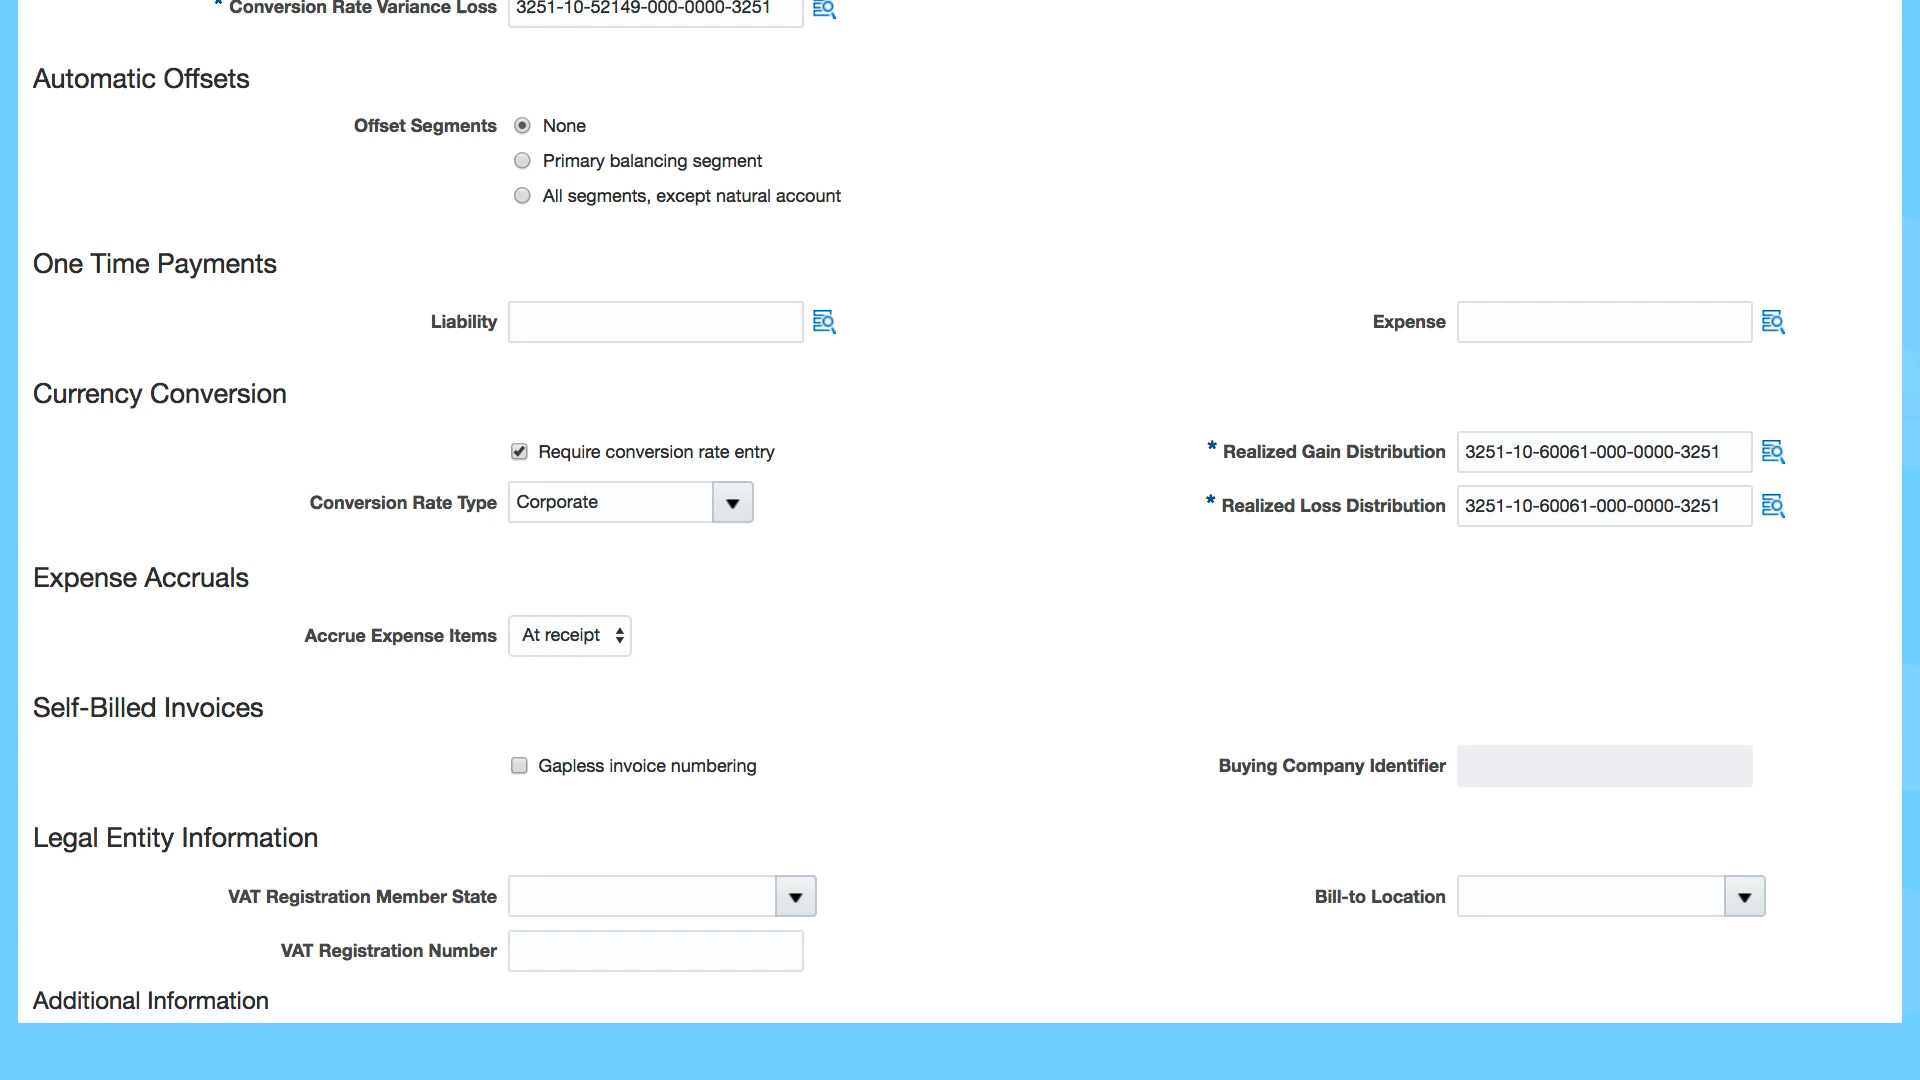 * Conversion Rate Variance Loss 3251-10-52149-000-0000-3251
Automatic Offsets
Offset Segments None
Primary balancing segment
All segments, except natural account
One Time Payments
Liability Expense
Currency Conversion
Require conversion rate entry * Realized Gain Distribution 3251-10-60061-000-0000-3251
Conversion Rate Type Corporate * Realized Loss Distribution 3251-10-60061-000-0000-3251
Expense Accruals
Accrue Expense Items At receipt
Self-Billed Invoices
Gapless invoice numbering Buying Company Identifier
Legal Entity Information
VAT Registration Member State Bill-to Location
VAT Registration Number
Additional Information